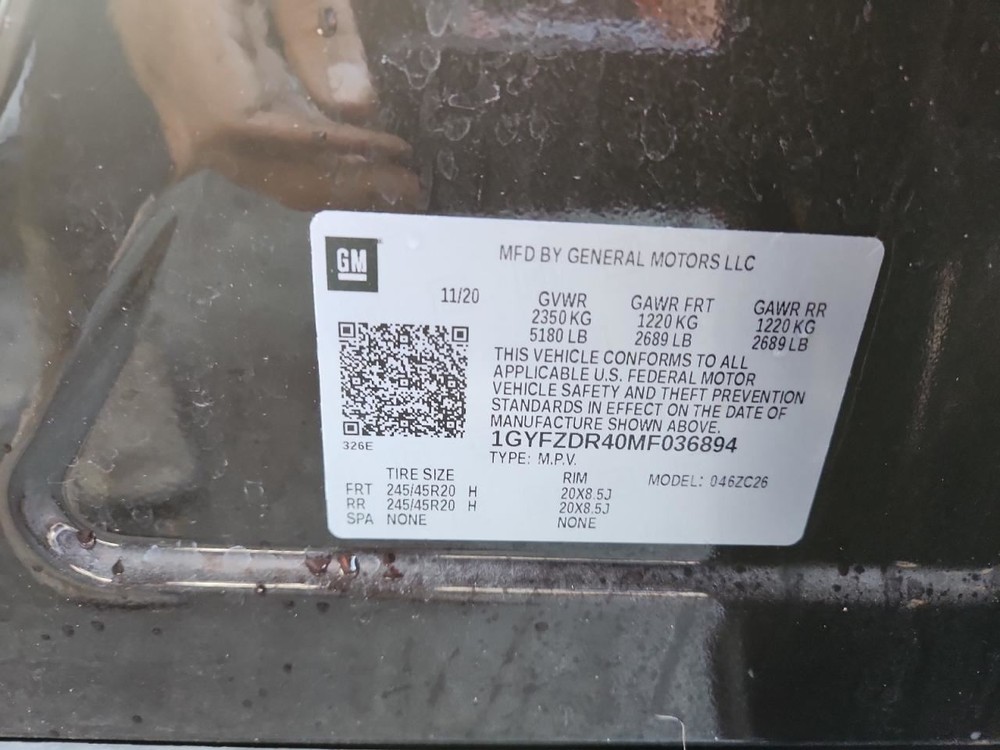 GM
MFD BY GENERAL MOTORS LLC
11/20 GVWR GAWR FRT GAWR RR
2350 KG 1220 KG 1220 KG
5180 LB 2689 LB 2689 LB
THIS VEHICLE CONFORMS TO ALL
APPLICABLE U.S. FEDERAL MOTOR
VEHICLE SAFETY AND THEFT PREVENTION
STANDARDS IN EFFECT ON THE DATE OF
MANUFACTURE SHOWN ABOVE.
326E
1GYFZDR40MF036894
TYPE: M.P.V.
TIRE SIZE RIM MODEL: 046ZC26
FRT 245/45R20 H 20X8.5J
RR 245/45R20 H 20X8.5J
SPA NONE NONE